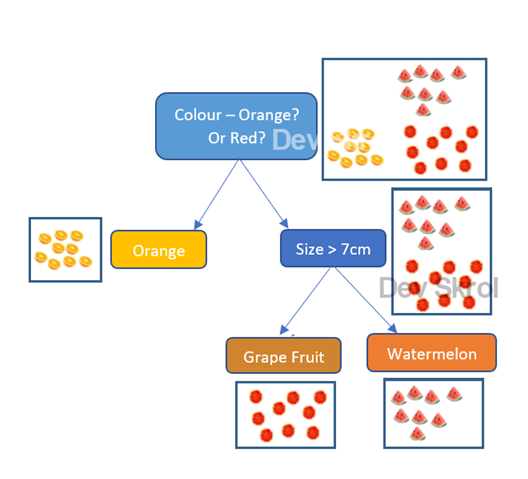 Colour – Orange?
Or Red?
Dev
Orange
Size > 7cm
Dev Skrol
Grape Fruit
Watermelon